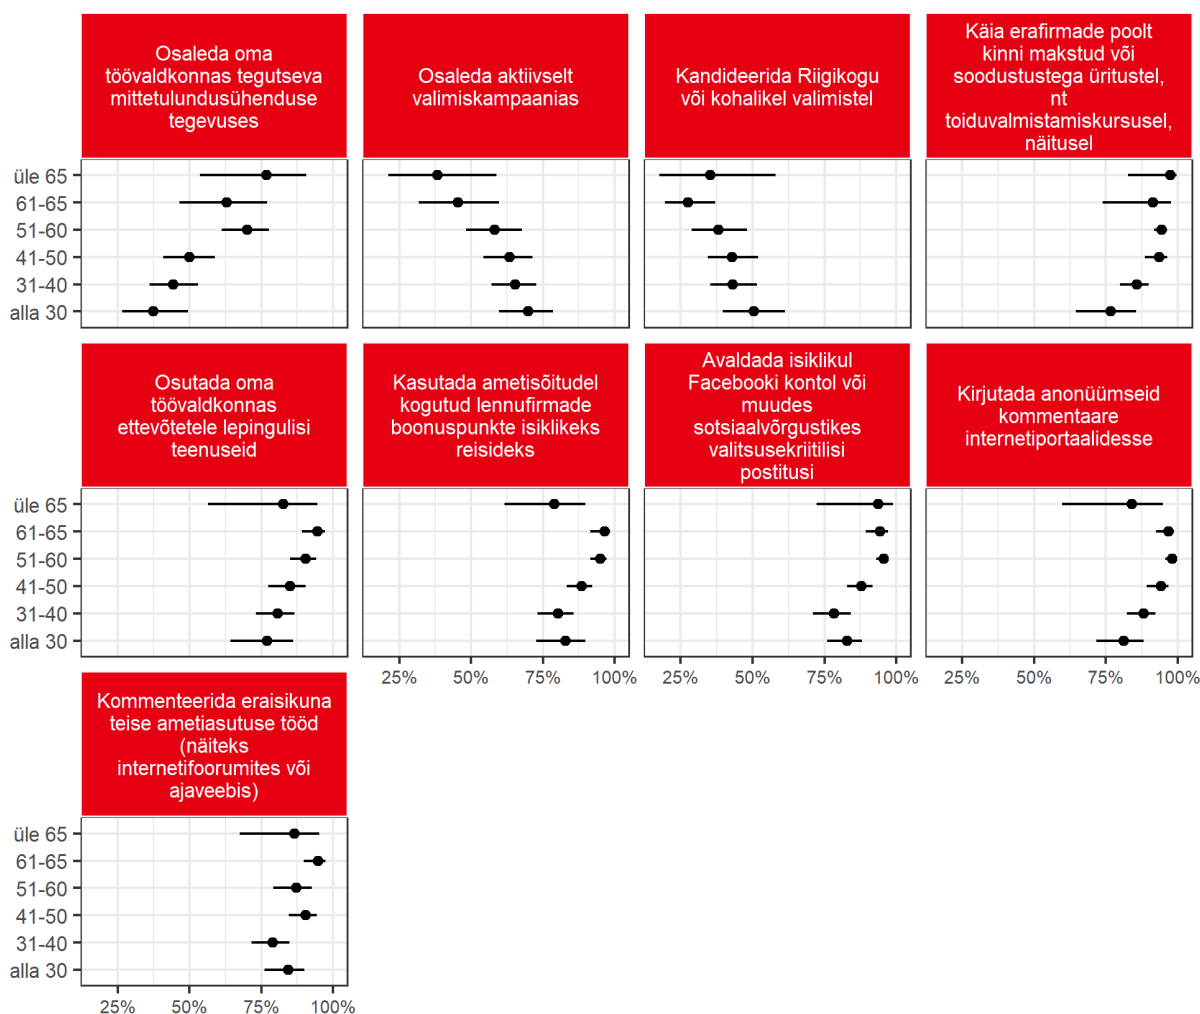 Osaleda oma
töövaldkonnas tegutseva
mittetulundusühenduse
tegevuses
Osaleda aktiivselt
valimiskampaanias
Kandideerida Riigikogu
või kohalikel valimistel
Käia erafirmade poolt
kinni makstud või
soodustustega üritustel,
nt
toiduvalmistamiskursusel,
näitusel
üle 65
61-65
51-60
41-50
31-40
alla 30
Osutada oma
töövaldkonnas
ettevõtetele lepingulisi
teenuseid
Kasutada ametisõitudel
kogutud lennufirmade
boonuspunkte isiklikeks
reisideks
Avaldada isiklikul
Facebooki kontol või
muudes
sotsiaalvõrgustikes
valitsusekriitilisi
postitusi
Kirjutada anonüümseid
kommentaare
internetiportaalidesse
üle 65
61-65
51-60
41-50
31-40
alla 30
25% 50% 75% 100%
25% 50% 75% 100%
25% 50% 75% 100%
Kommenteerida eraisikuna
teise ametiasutuse tööd
(näiteks
internetifoorumites või
ajaveebis)
üle 65
61-65
51-60
41-50
31-40
alla 30
25% 50% 75% 100%